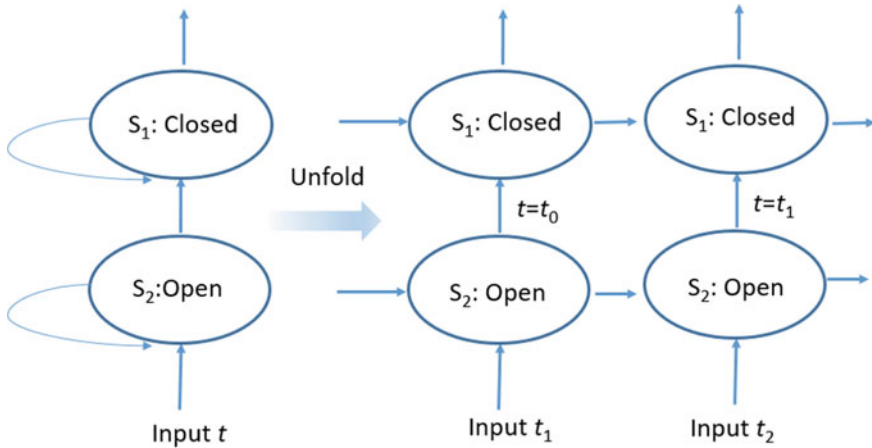 S₁: Closed
S₁: Closed
S₁: Closed
Unfold
t=t₀
t=t₁
S₂:Open
S₂: Open
S₂: Open
Input t
Input t₁
Input t₂